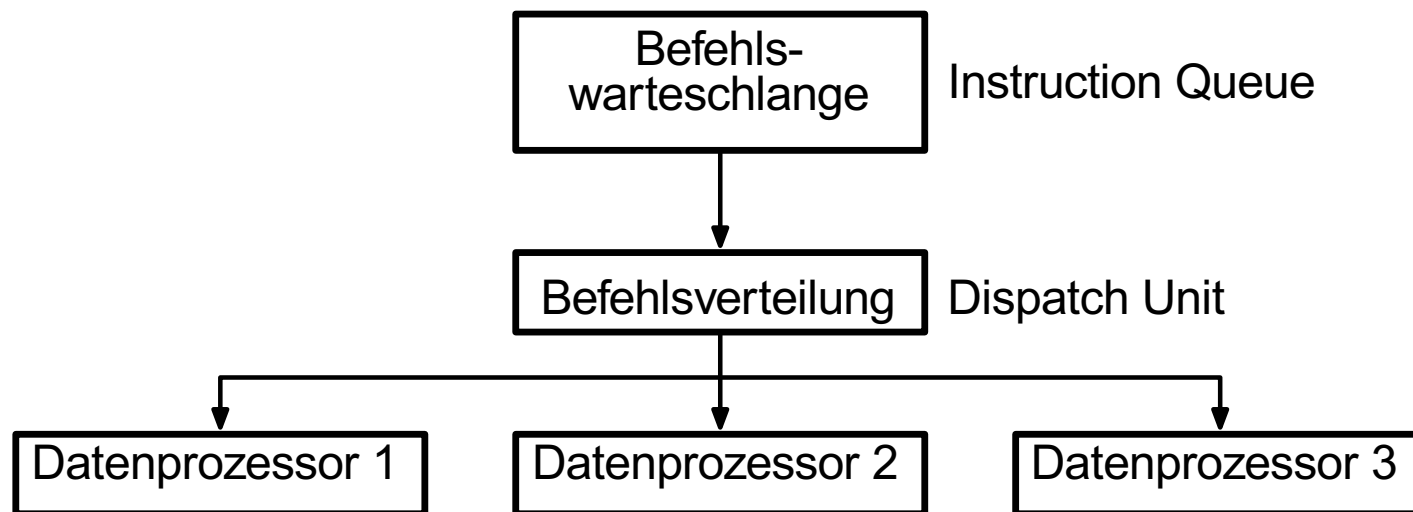 Befehls-
warteschlange
Instruction Queue
Befehlsverteilung
Dispatch Unit
Datenprozessor 1
Datenprozessor 2
Datenprozessor 3